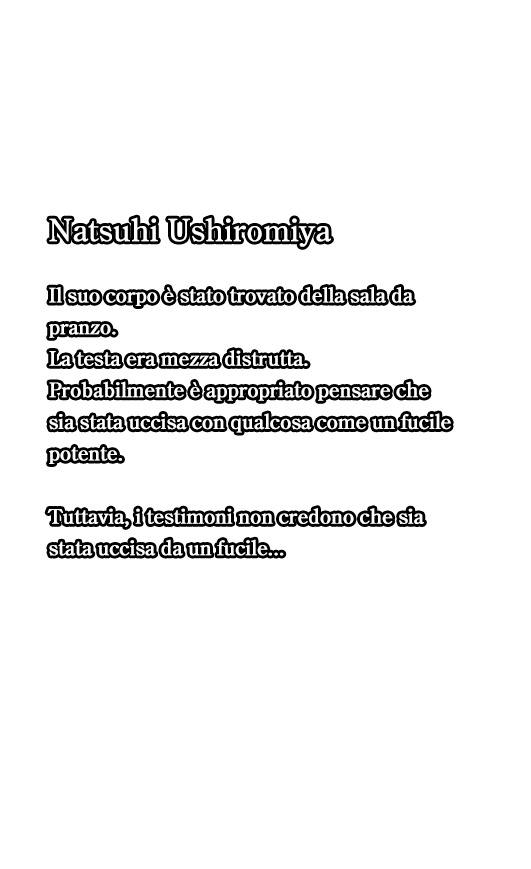 Natsuhi Ushiromiya
Il suo corpo è stato trovato della sala da
pranzo.
La testa era mezza distrutta.
Probabilmente è appropriato pensare che
sia stata uccisa con qualcosa come un fucile
potente.
Tuttavia, i testimoni non credono che sia
stata uccisa da un fucile...